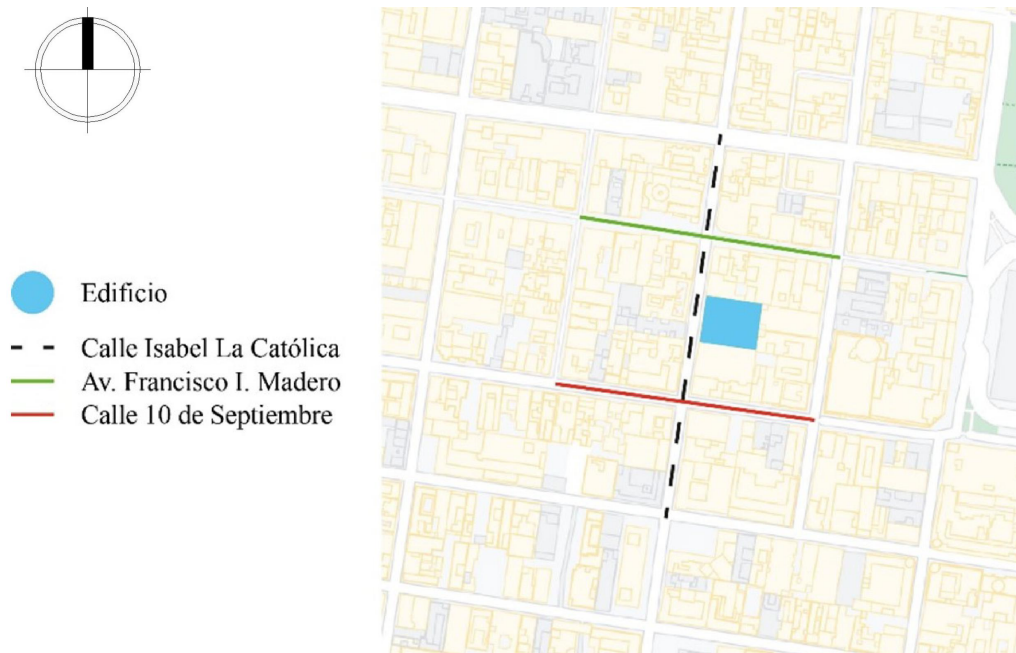 Edificio
Calle Isabel La Católica
Av. Francisco I. Madero
Calle 10 de Septiembre